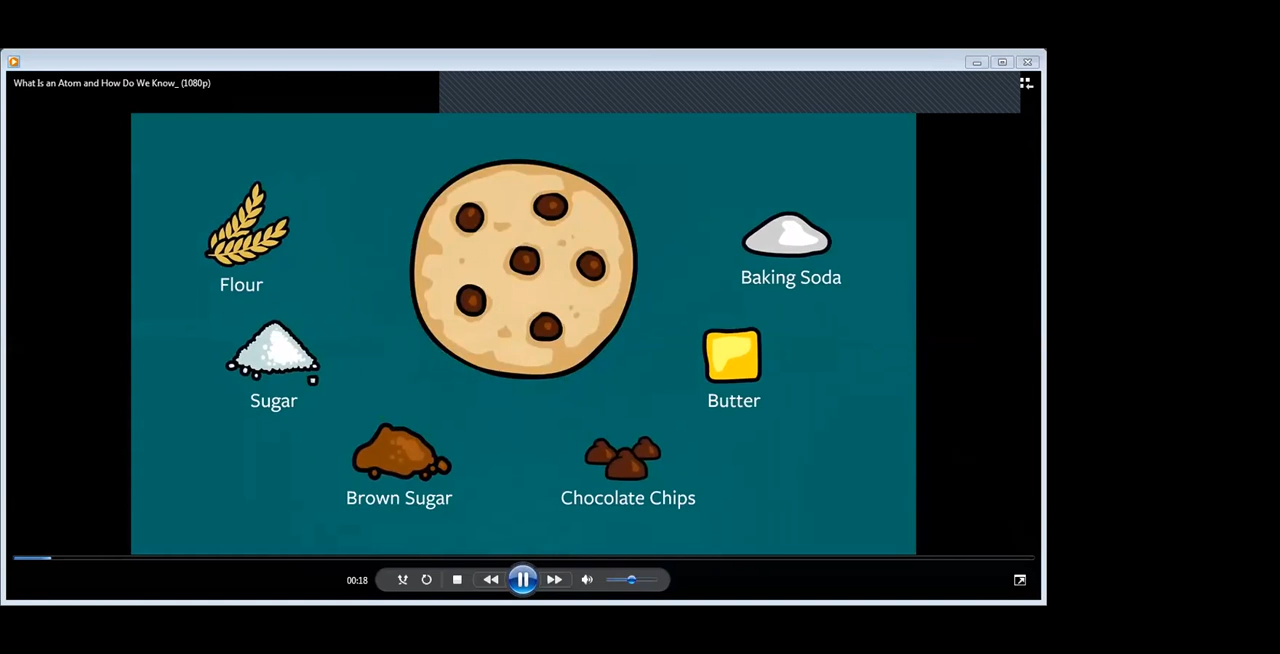 What Is an Atom and How Do We Know_ (1080p)
Flour
Baking Soda
Sugar
Butter
Brown Sugar
Chocolate Chips
00:18